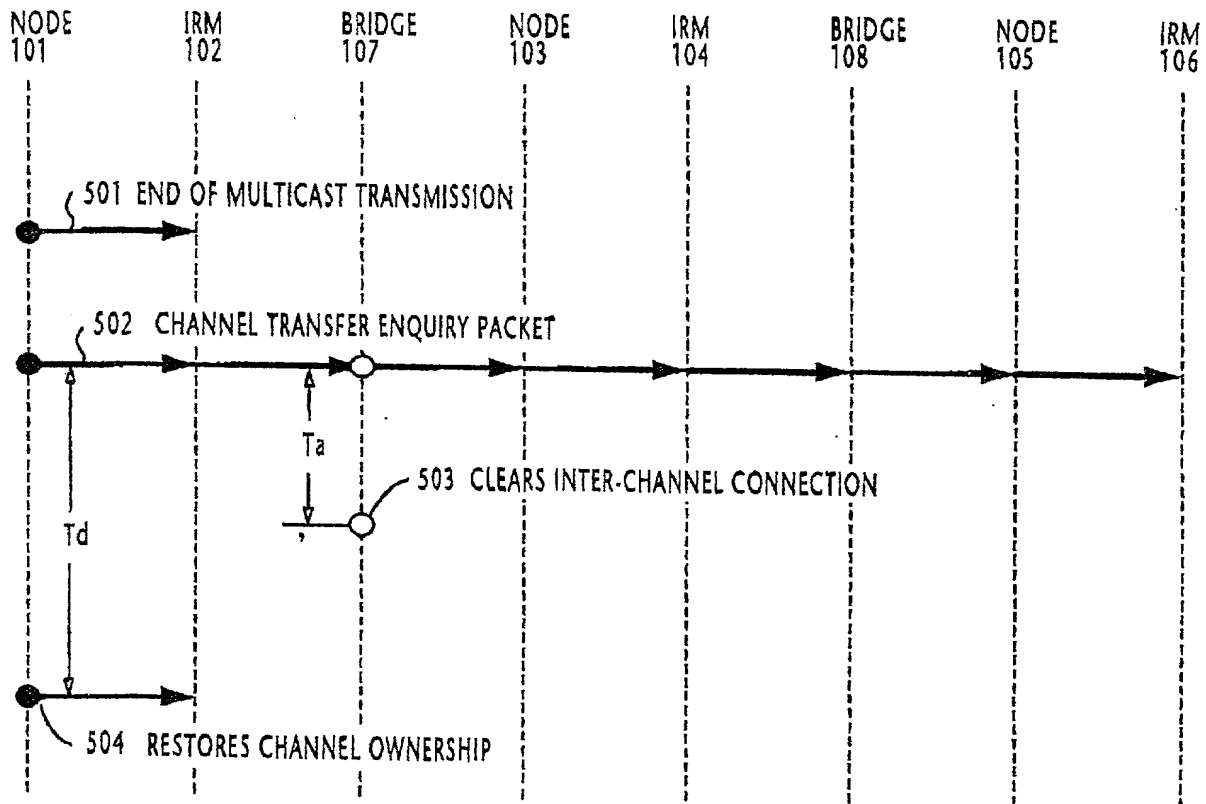 NODE 101
IRM 102
BRIDGE 107
NODE 103
IRM 104
BRIDGE 108
NODE 105
IRM 106
501 END OF MULTICAST TRANSMISSION
502 CHANNEL TRANSFER ENQUIRY PACKET
Ta
503 CLEARS INTER-CHANNEL CONNECTION
Td
504 RESTORES CHANNEL OWNERSHIP